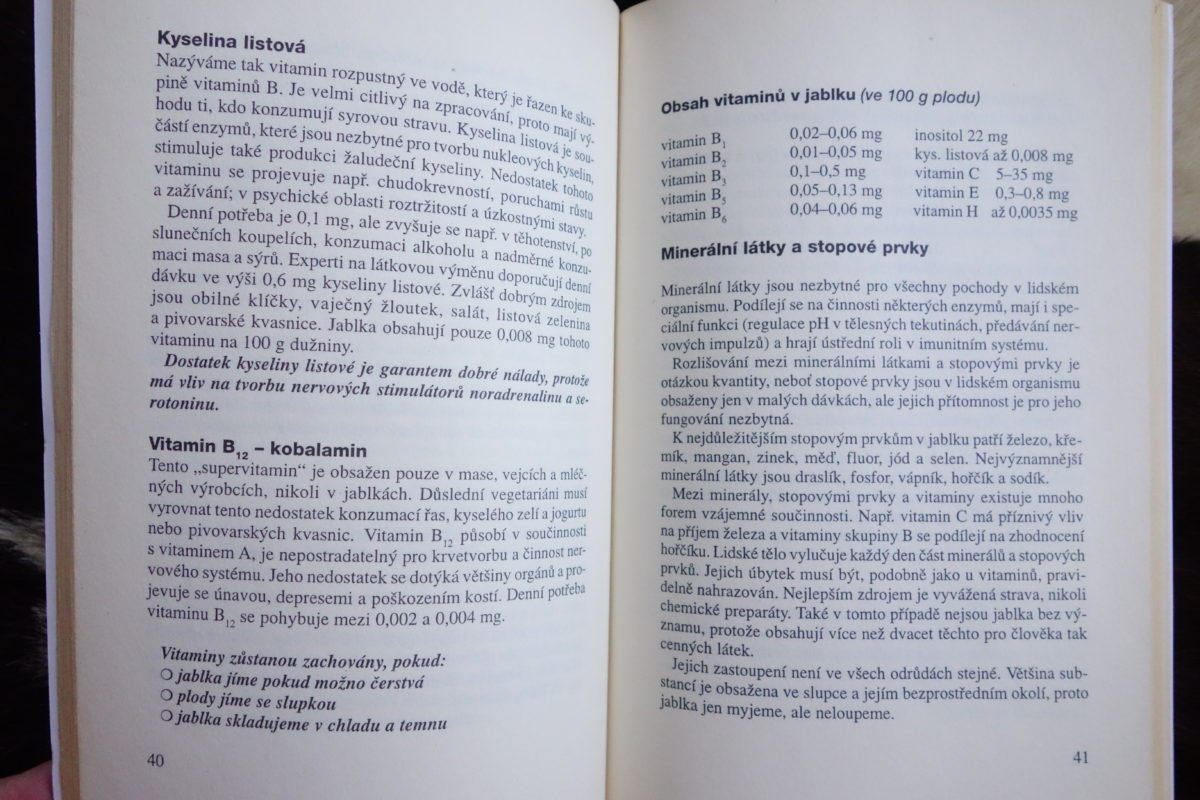 Kyselina listová
Nazýváme tak vitamin rozpustný ve vodě, který je řazen ke sku-
pině vitaminů B. Je velmi citlivý na zpracování, proto mají vý-
hodu ti, kdo konzumují syrovou stravu. Kyselina listová je sou-
částí enzymů, které jsou nezbytné pro tvorbu nukleových kyselin,
stimuluje také produkci žaludeční kyseliny. Nedostatek tohoto
vitaminu se projevuje např. chudokrevností, poruchami růstu
a zažívání; v psychické oblasti roztržitostí a úzkostnými stavy.
Denní potřeba je 0,1 mg, ale zvyšuje se např. v těhotenství, po
slunečních koupelích, konzumaci alkoholu a nadměrné konzu-
maci masa a sýrů. Experti na látkovou výměnu doporučují denní
dávku ve výši 0,6 mg kyseliny listové. Zvlášť dobrým zdrojem
jsou obilné klíčky, vaječný žloutek, salát, listová zelenina
a pivovarské kvasnice. Jablka obsahují pouze 0,008 mg tohoto
vitaminu na 100 g dužniny.
Dostatek kyseliny listové je garantem dobré nálady, protože
má vliv na tvorbu nervových stimulátorů noradrenalinu a se-
rotoninu.
Vitamin B12 – kobalamin
Tento „supervitamin“ je obsažen pouze v mase, vejcích a mléč-
ných výrobcích, nikoli v jablkách. Důslední vegetariáni musí
vyrovnat tento nedostatek konzumací řas, kyselého zelí a jogurtu
nebo pivovarských kvasnic. Vitamin B12 působí v součinnosti
s vitaminem A, je nepostradatelný pro krvetvorbu a činnost ner-
vového systému. Jeho nedostatek se dotýká většiny orgánů a pro-
jevuje se únavou, depresemi a poškozením kostí. Denní potřeba
vitaminu B12 se pohybuje mezi 0,002 a 0,004 mg.
Vitaminy zůstanou zachovány, pokud:
❍ jablka jíme pokud možno čerstvá
❍ plody jíme se slupkou
❍ jablka skladujeme v chladu a temnu
40
Obsah vitaminů v jablku (ve 100 g plodu)
vitamin B1 0,02–0,06 mg inositol 22 mg
vitamin B2 0,01–0,05 mg kys. listová až 0,008 mg
vitamin B3 0,1–0,5 mg vitamin C 5–35 mg
vitamin B5 0,05–0,13 mg vitamin E 0,3–0,8 mg
vitamin B6 0,04–0,06 mg vitamin H až 0,0035 mg
Minerální látky a stopové prvky
Minerální látky jsou nezbytné pro všechny pochody v lidském
organismu. Podílejí se na činnosti některých enzymů, mají i spe-
ciální funkci (regulace pH v tělesných tekutinách, předávání ner-
vových impulzů) a hrají ústřední roli v imunitním systému.
Rozlišování mezi minerálními látkami a stopovými prvky je
otázkou kvantity, neboť stopové prvky jsou v lidském organismu
obsaženy jen v malých dávkách, ale jejich přítomnost je pro jeho
fungování nezbytná.
K nejdůležitějším stopovým prvkům v jablku patří železo, kře-
mík, mangan, zinek, měď, fluor, jód a selen. Nejvýznamnější
minerální látky jsou draslík, fosfor, vápník, hořčík a sodík.
Mezi minerály, stopovými prvky a vitaminy existuje mnoho
forem vzájemné součinnosti. Např. vitamin C má příznivý vliv
na příjem železa a vitaminy skupiny B se podílejí na zhodnocení
hořčíku. Lidské tělo vylučuje každý den část minerálů a stopových
prvků. Jejich úbytek musí být, podobně jako u vitaminů, pravi-
delně nahrazován. Nejlepším zdrojem je vyvážená strava, nikoli
chemické preparáty. Také v tomto případě nejsou jablka bez vý-
znamu, protože obsahují více než dvacet těchto pro člověka tak
cenných látek.
Jejich zastoupení není ve všech odrůdách stejné. Většina sub-
stancí je obsažena ve slupce a jejím bezprostředním okolí, proto
jablka jen myjeme, ale neloupeme.
41